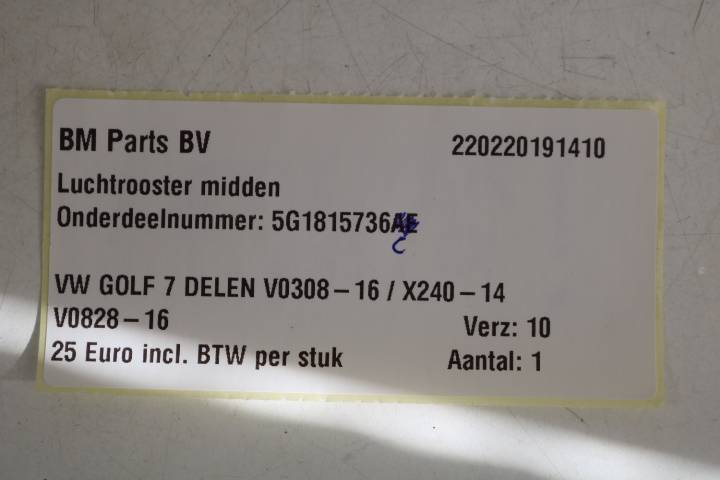 BM Parts BV 220220191410
Luchtrooster midden
Onderdeelnummer: 5G1815736AE
C
VW GOLF 7 DELEN V0308-16 / X240-14
V0828-16 Verz: 10
25 Euro incl. BTW per stuk Aantal: 1